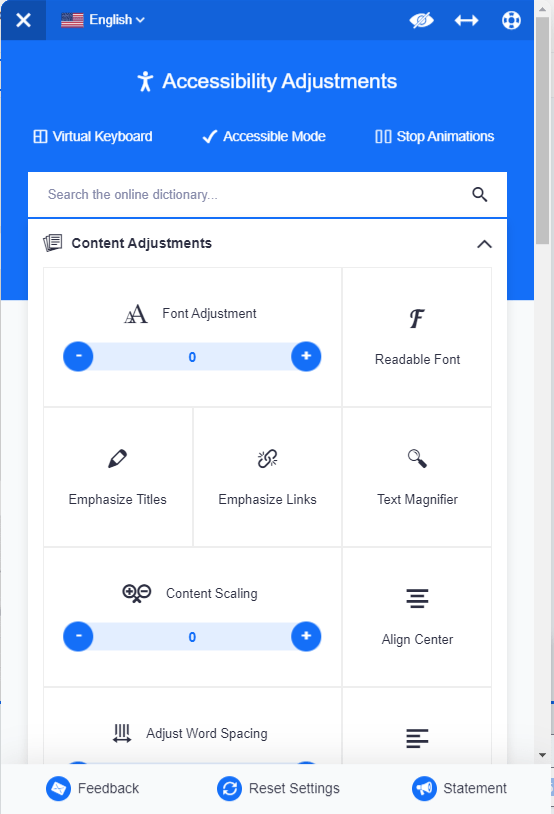 English
Accessibility Adjustments
Virtual Keyboard Accessible Mode Stop Animations
Search the online dictionary...
Content Adjustments
Font Adjustment
- 0 +
Readable Font
Emphasize Titles Emphasize Links Text Magnifier
Content Scaling
- 0 +
Align Center
Adjust Word Spacing
Feedback Reset Settings Statement